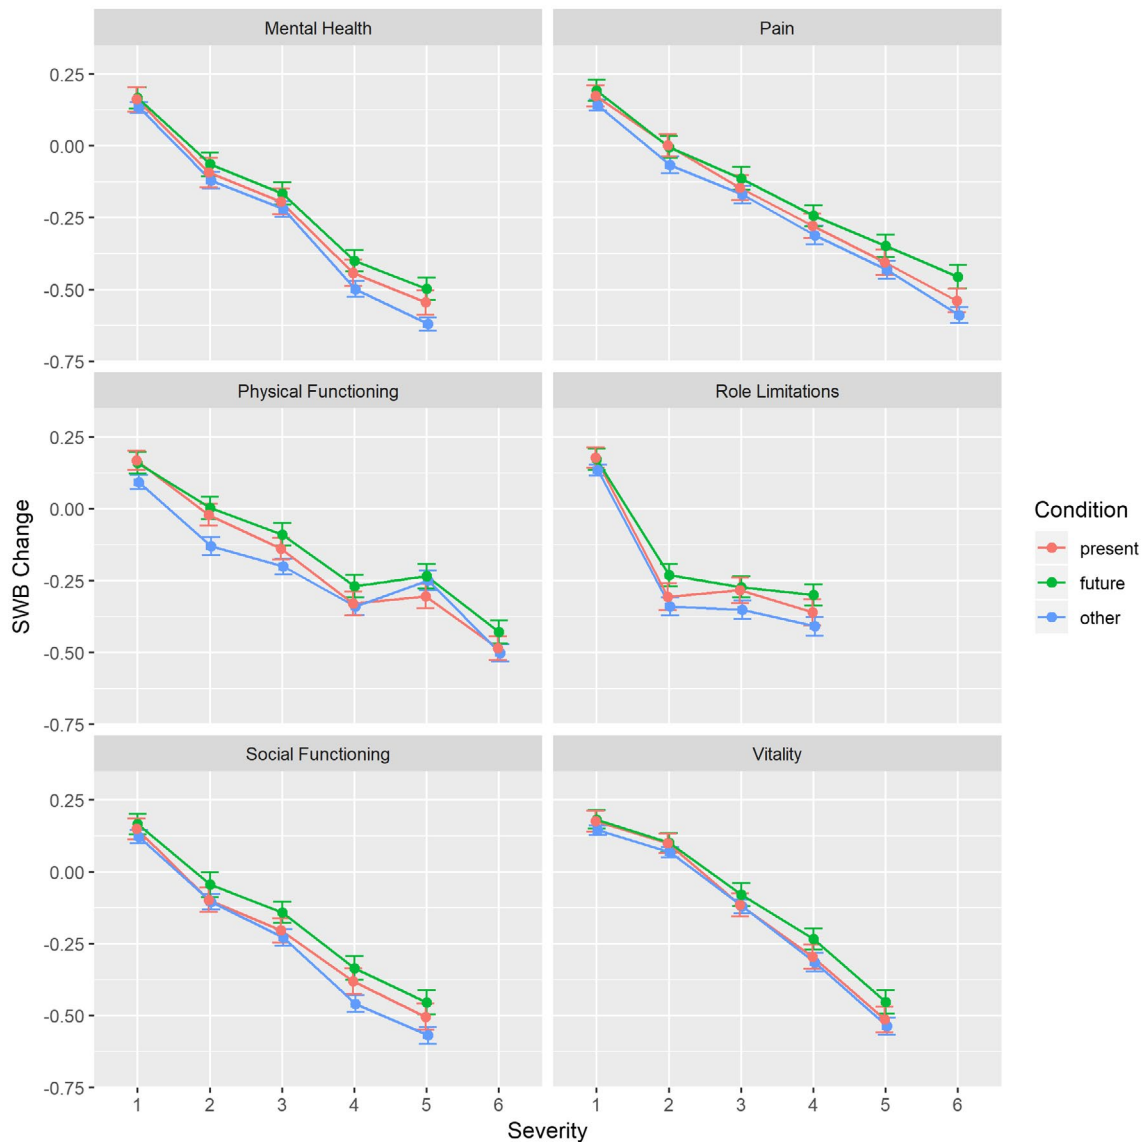 Mental Health
Pain
0.25
0.00
-0.25
-0.50
-0.75
Physical Functioning
Role Limitations
0.25
0.00
-0.25
-0.50
-0.75
Social Functioning
Vitality
0.25
0.00
-0.25
-0.50
-0.75
1 2 3 4 5 6
1 2 3 4 5 6
Severity
SWB Change
Condition
present
future
other